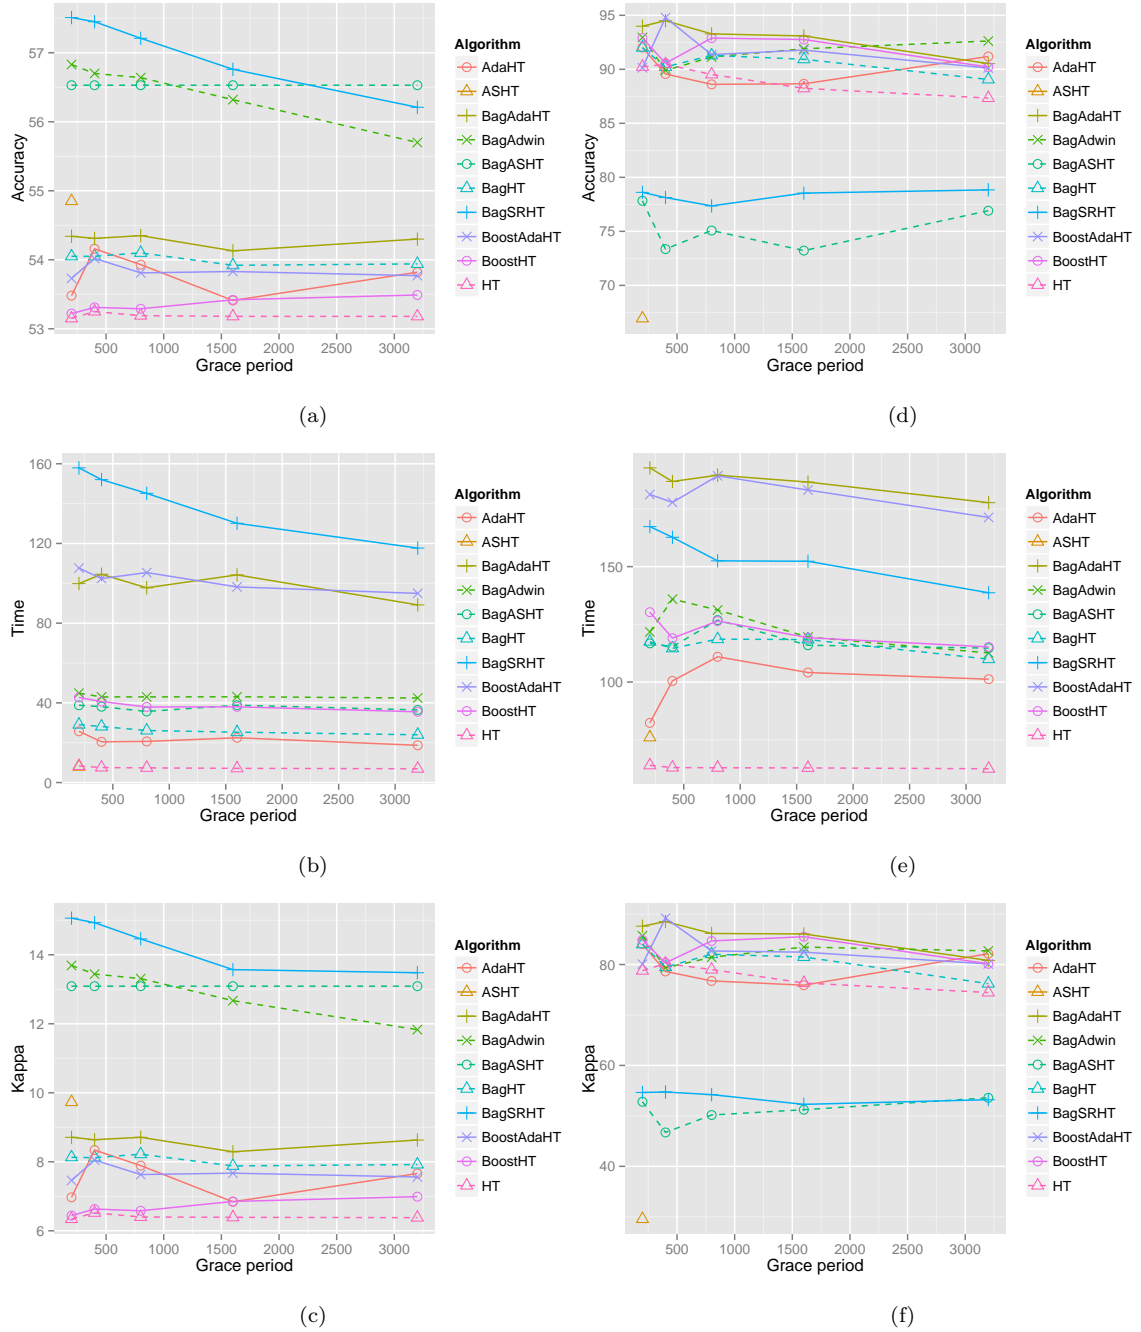 57
56
55
54
53
Accuracy
500
1000
1500
2000
2500
3000
Grace period
Algorithm
AdaHT
ASHT
BagAdaHT
BagAdwin
BagASHT
BagHT
BagSRHT
BoostAdaHT
BoostHT
HT
(a)
95
90
85
80
75
70
Accuracy
500
1000
1500
2000
2500
3000
Grace period
Algorithm
AdaHT
ASHT
BagAdaHT
BagAdwin
BagASHT
BagHT
BagSRHT
BoostAdaHT
BoostHT
HT
(d)
160
120
80
40
0
Time
500
1000
1500
2000
2500
3000
Grace period
Algorithm
AdaHT
ASHT
BagAdaHT
BagAdwin
BagASHT
BagHT
BagSRHT
BoostAdaHT
BoostHT
HT
(b)
150
100
Time
500
1000
1500
2000
2500
3000
Grace period
Algorithm
AdaHT
ASHT
BagAdaHT
BagAdwin
BagASHT
BagHT
BagSRHT
BoostAdaHT
BoostHT
HT
(e)
14
12
10
8
6
Kappa
500
1000
1500
2000
2500
3000
Grace period
Algorithm
AdaHT
ASHT
BagAdaHT
BagAdwin
BagASHT
BagHT
BagSRHT
BoostAdaHT
BoostHT
HT
(c)
80
60
40
Kappa
500
1000
1500
2000
2500
3000
Grace period
Algorithm
AdaHT
ASHT
BagAdaHT
BagAdwin
BagASHT
BagHT
BagSRHT
BoostAdaHT
BoostHT
HT
(f)